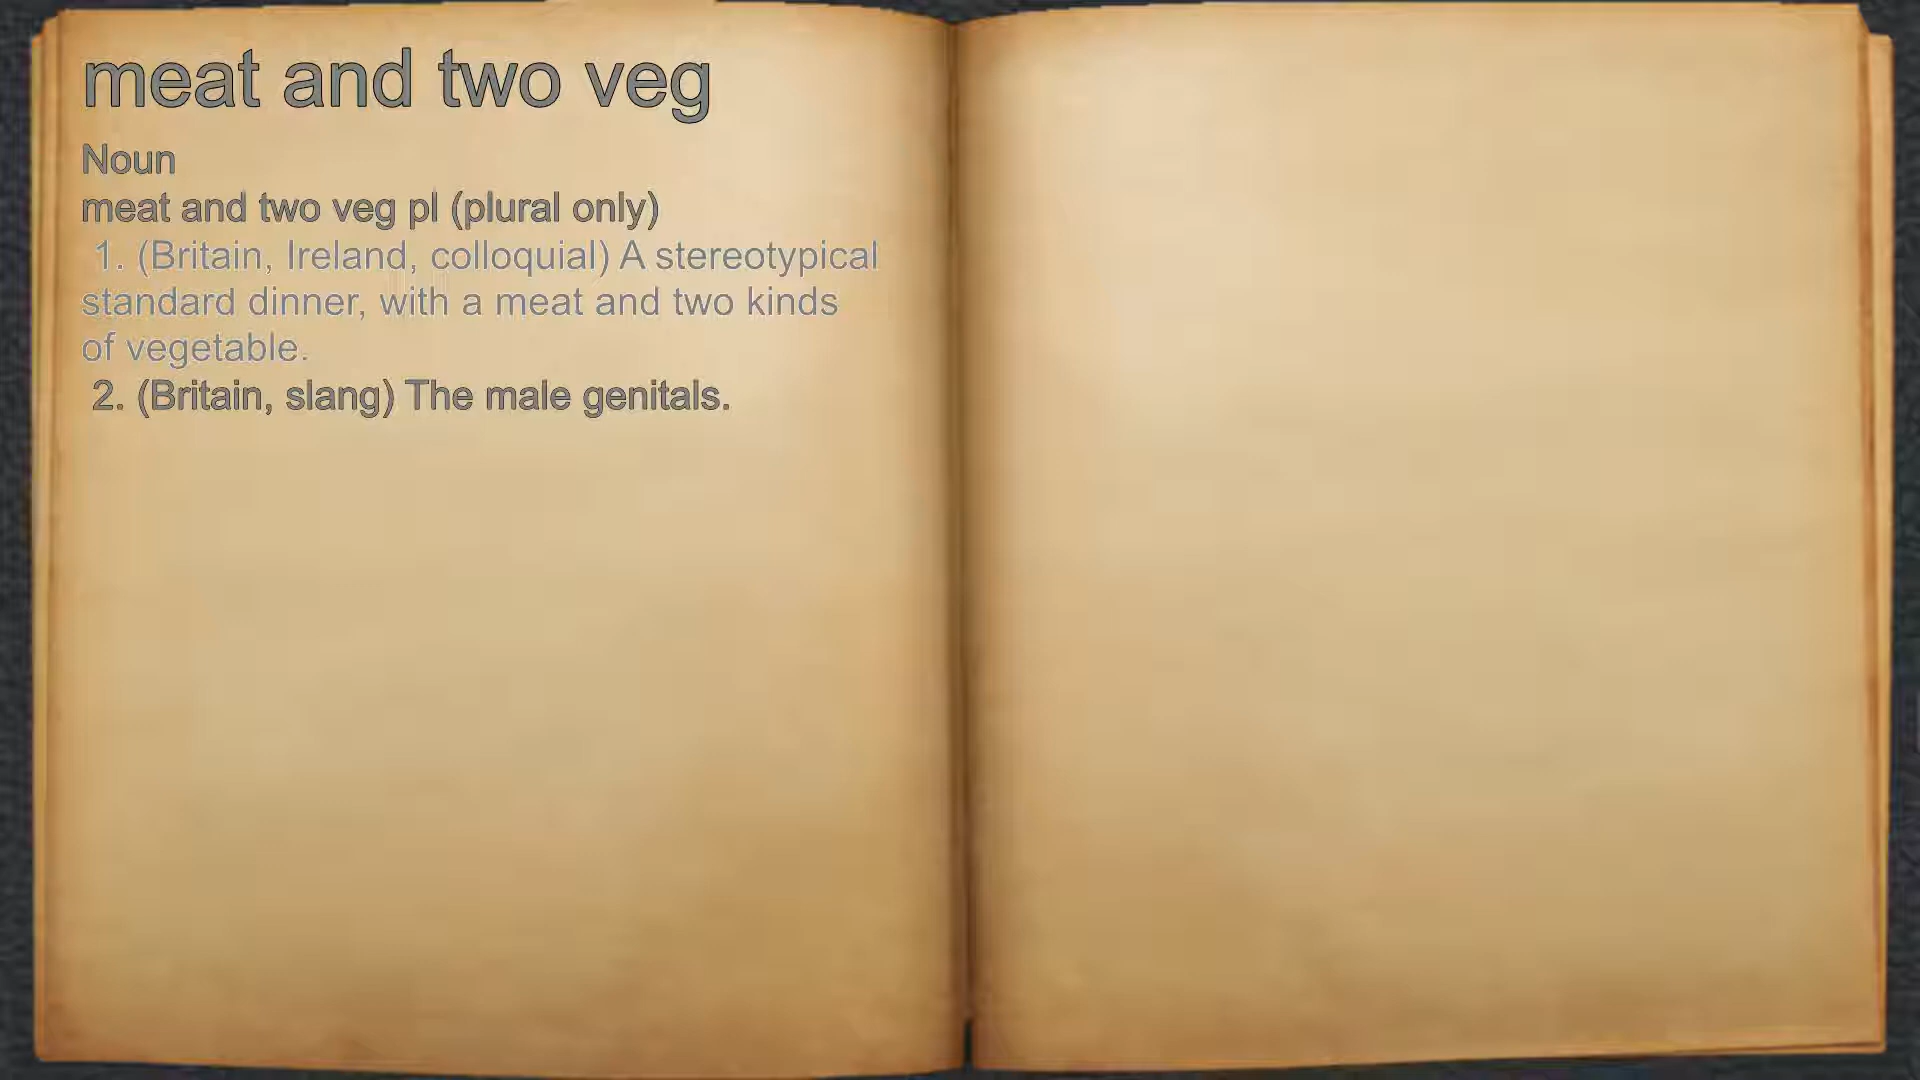 meat and two veg
Noun
meat and two veg pl (plural only)
1. (Britain, Ireland, colloquial) A stereotypical
standard dinner, with a meat and two kinds
of vegetable.
2. (Britain, slang) The male genitals.